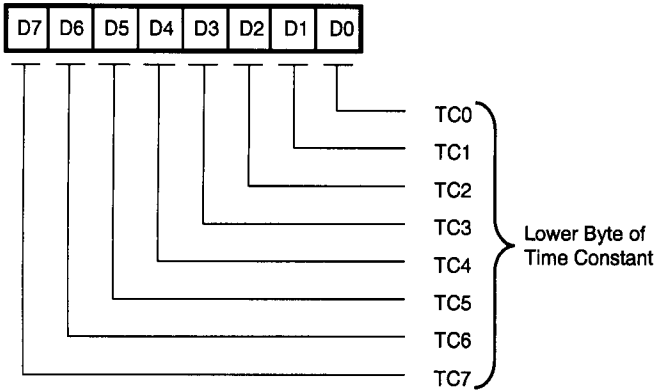 D7 D6 D5 D4 D3 D2 D1 D0
TC0
TC1
TC2
TC3
TC4
TC5
TC6
TC7
Lower Byte of
Time Constant